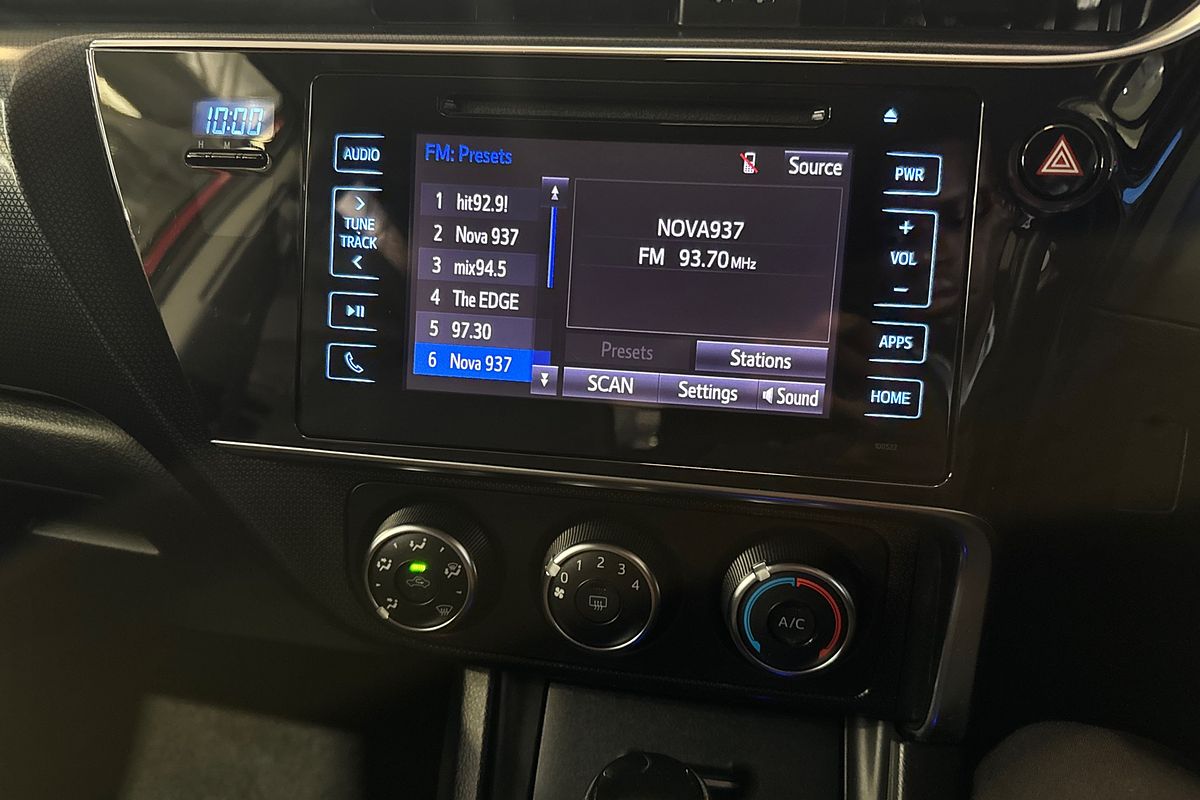 10:00
H M
AUDIO
TUNE
TRACK
FM: Presets
Source
1 hit92.9!
2 Nova 937
3 mix94.5
4 The EDGE
5 97.30
6 Nova 937
NOVA937
FM 93.70MHz
Presets
Stations
SCAN
Settings
Sound
PWR
+
VOL
-
APPS
HOME
100522
0 1 2 3 4
A/C